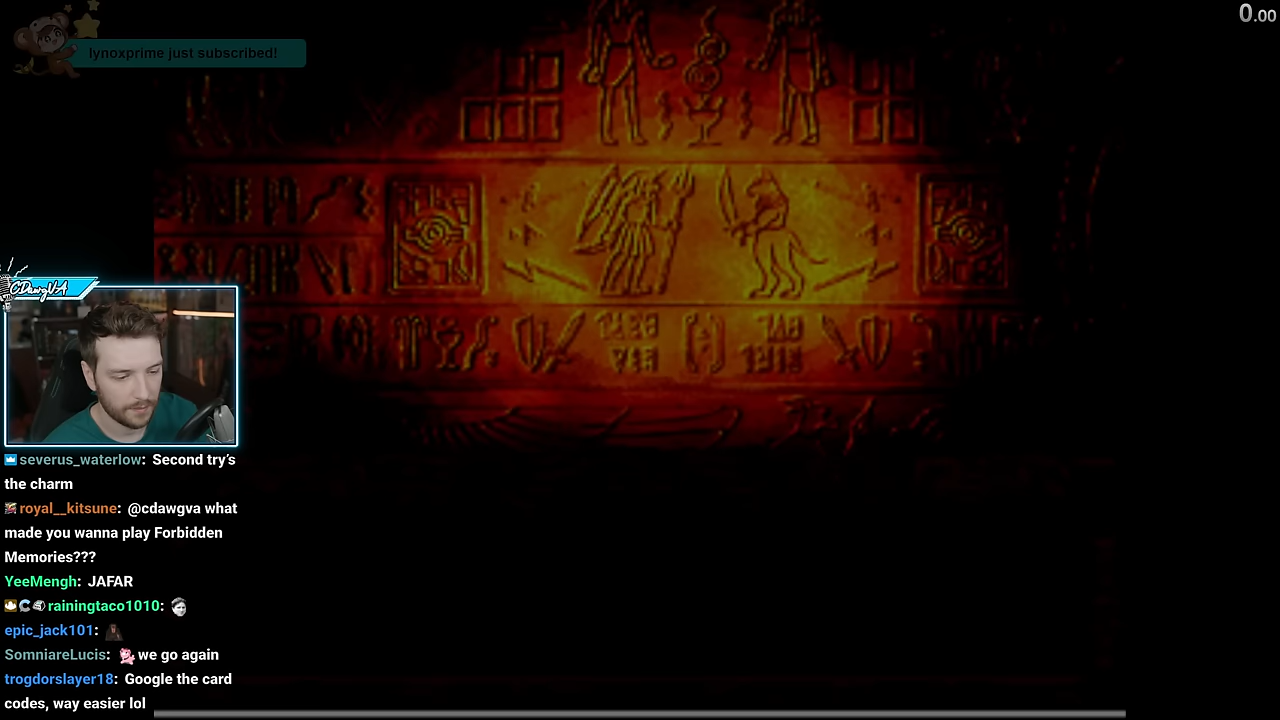 0.00
lynoxprime just subscribed!
CDawgVA
severus_waterlow: Second try's
the charm
royal__kitsune: @cdawgva what
made you wanna play Forbidden
Memories???
YeeMengh: JAFAR
rainingtaco1010:
epic_jack101:
SomniareLucis: we go again
trogdorslayer18: Google the card
codes, way easier lol